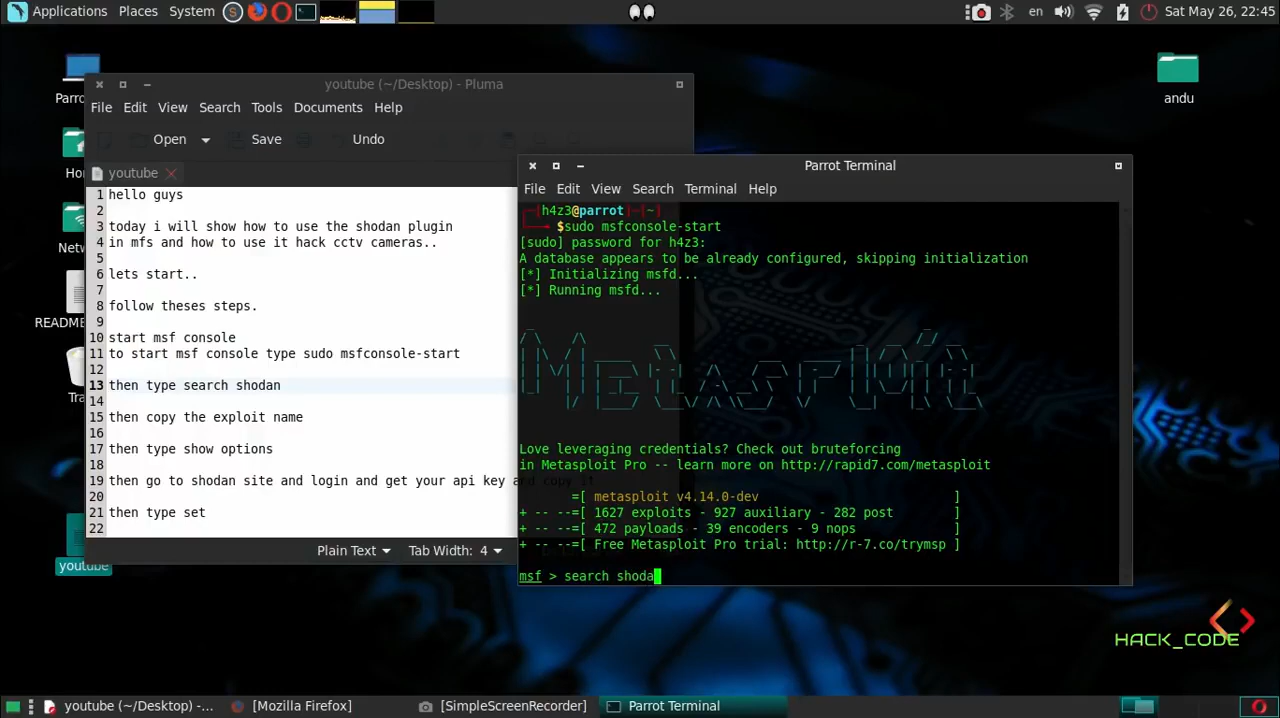 Applications Places System
en
Sat May 26, 22:45
andu
youtube (~/Desktop) - Pluma
File Edit View Search Tools Documents Help
Open Save Undo
youtube
1 hello guys
2
3 today i will show how to use the shodan plugin
4 in mfs and how to use it hack cctv cameras..
5
6 lets start..
7
8 follow theses steps.
9
10 start msf console
11 to start msf console type sudo msfconsole-start
12
13 then type search shodan
14
15 then copy the exploit name
16
17 then type show options
18
19 then go to shodan site and login and get your api key and copy it
20
21 then type set
22
Plain Text Tab Width: 4
README
youtube
Parrot Terminal
File Edit View Search Terminal Help
h4z3@parrot─[~]
$sudo msfconsole-start
[sudo] password for h4z3:
A database appears to be already configured, skipping initialization
[*] Initializing msfd...
[*] Running msfd...
Metasploit
Love leveraging credentials? Check out bruteforcing
in Metasploit Pro -- learn more on http://rapid7.com/metasploit
=[ metasploit v4.14.0-dev ]
+ -- --=[ 1627 exploits - 927 auxiliary - 282 post ]
+ -- --=[ 472 payloads - 39 encoders - 9 nops ]
+ -- --=[ Free Metasploit Pro trial: http://r-7.co/trymsp ]
msf > search shoda
HACK_CODE
youtube (~/Desktop) - ... [Mozilla Firefox] [SimpleScreenRecorder] Parrot Terminal